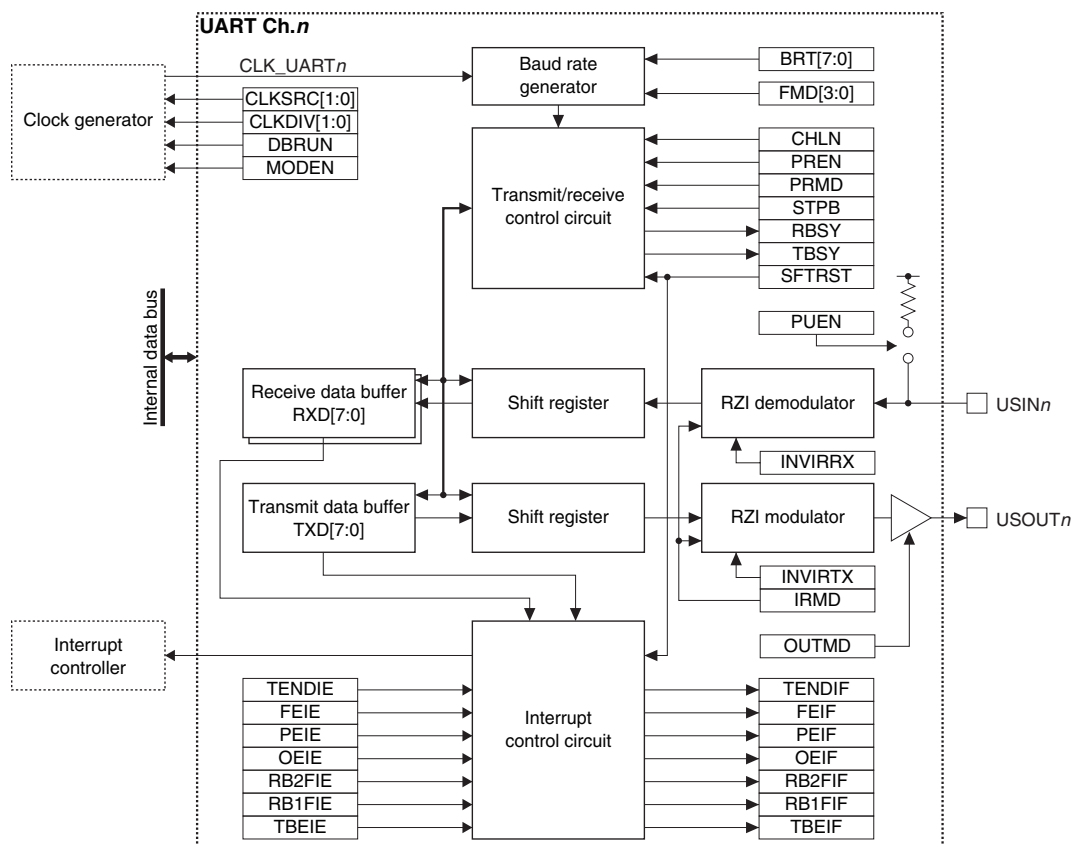 UART Ch.n
CLK_UARTn
Clock generator
CLKSRC[1:0]
CLKDIV[1:0]
DBRUN
MODEN
Baud rate
generator
BRT[7:0]
FMD[3:0]
Transmit/receive
control circuit
CHLN
PREN
PRMD
STPB
RBSY
TBSY
SFTRST
PUEN
Internal data bus
Receive data buffer
RXD[7:0]
Shift register
RZI demodulator
USINn
INVIRRX
Transmit data buffer
TXD[7:0]
Shift register
RZI modulator
USOUTn
INVIRTX
IRMD
OUTMD
Interrupt
controller
Interrupt
control circuit
TENDIE
FEIE
PEIE
OEIE
RB2FIE
RB1FIE
TBEIE
TENDIF
FEIF
PEIF
OEIF
RB2FIF
RB1FIF
TBEIF